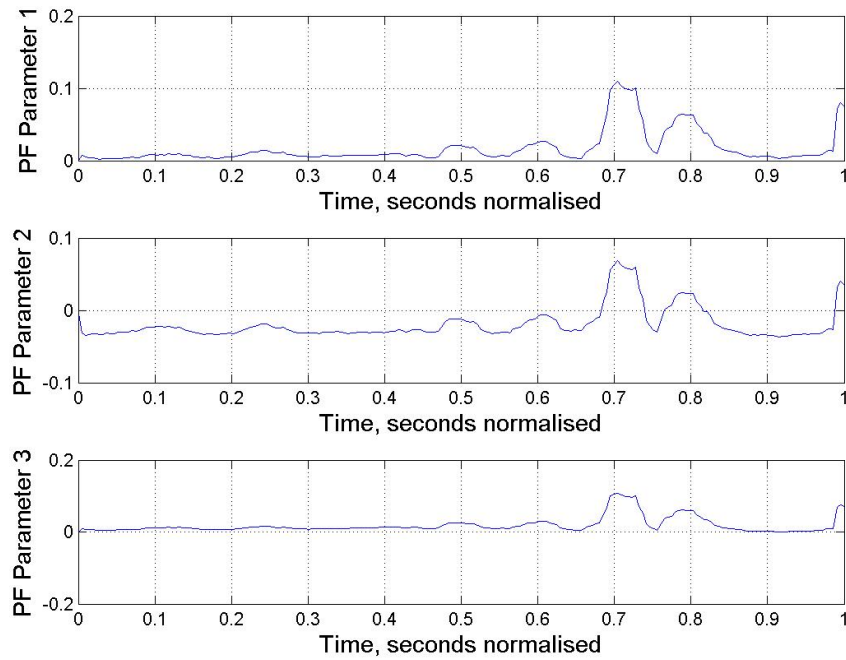 PF Parameter 1
0.2
0.1
0
0 0.1 0.2 0.3 0.4 0.5 0.6 0.7 0.8 0.9 1
Time, seconds normalised
PF Parameter 2
0.1
0
-0.1
0 0.1 0.2 0.3 0.4 0.5 0.6 0.7 0.8 0.9 1
Time, seconds normalised
PF Parameter 3
0.2
0
-0.2
0 0.1 0.2 0.3 0.4 0.5 0.6 0.7 0.8 0.9 1
Time, seconds normalised